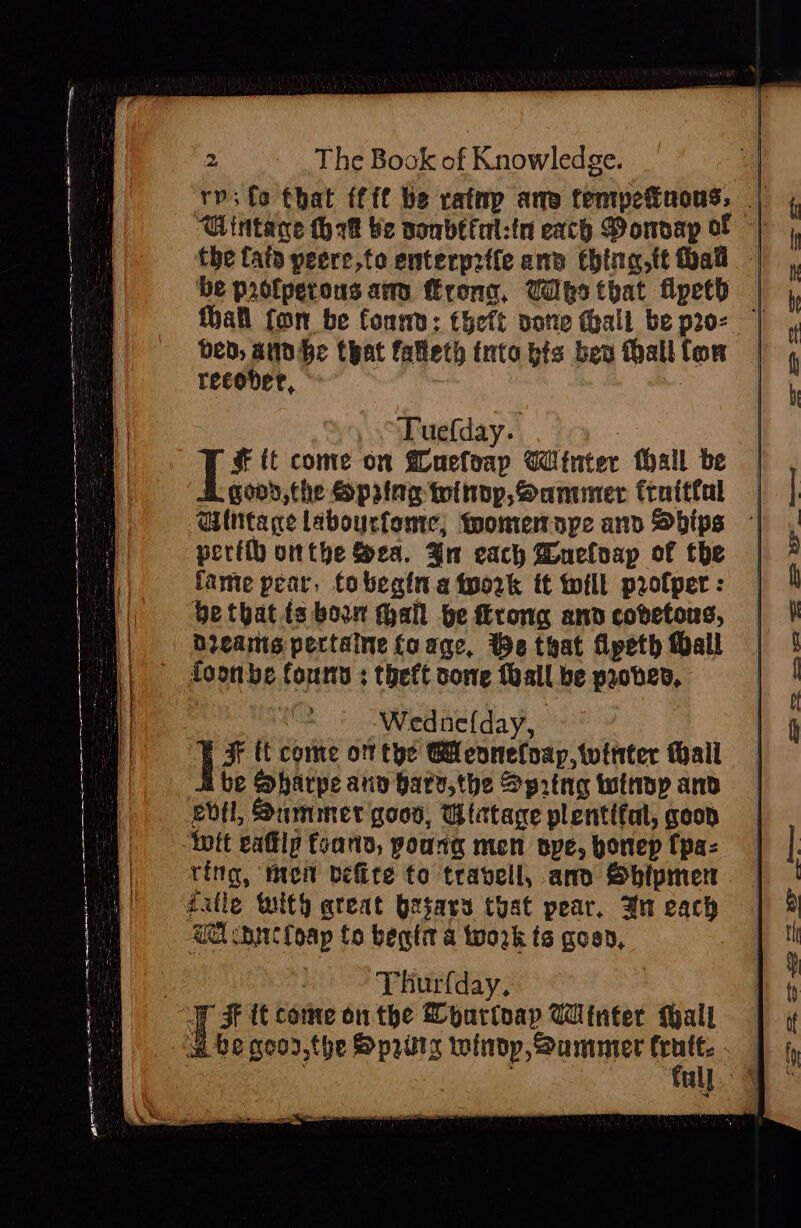 2 The Book of Knowledge.
ry; so that if it be rainy and tempestuous,
Vintage shall be doubtful: in each Monday of
the said yeere, to enterprise and thing, it shall
be prosperous and strong. Who that slyeth
shall soon be found; theft done shall be pro-
ved, and he that falleth into his bed shall soon
recover,
Tuesday.
IF it come on Tuesday Winter shall be
good, the Spring windy, Summer fruitful
Vintage laboursome, women dye and Ships
perish on the Sea. In each Tuesday of the
same year, to begin a work it will prosper:
he that is born shall be strong and covetous,
dreams pertaine to age. He that slyeth shall
soon be found; theft done shall be proved.
Wednesday,
IF it come on the Wednesday, winter shall
be Sharpe and hard, the Spring windy and
evil, Summer good, Vintage plentiful, good
wit easily found, young men dye, honey spa-
ring, men desire to travell, and Shipmen
saile with great hazard that year. In each
Wednesday to begin a work is good.
Thursday.
IF it come on the Thursday Winter shall
be good, the Spring windy, Summer fruit-
full